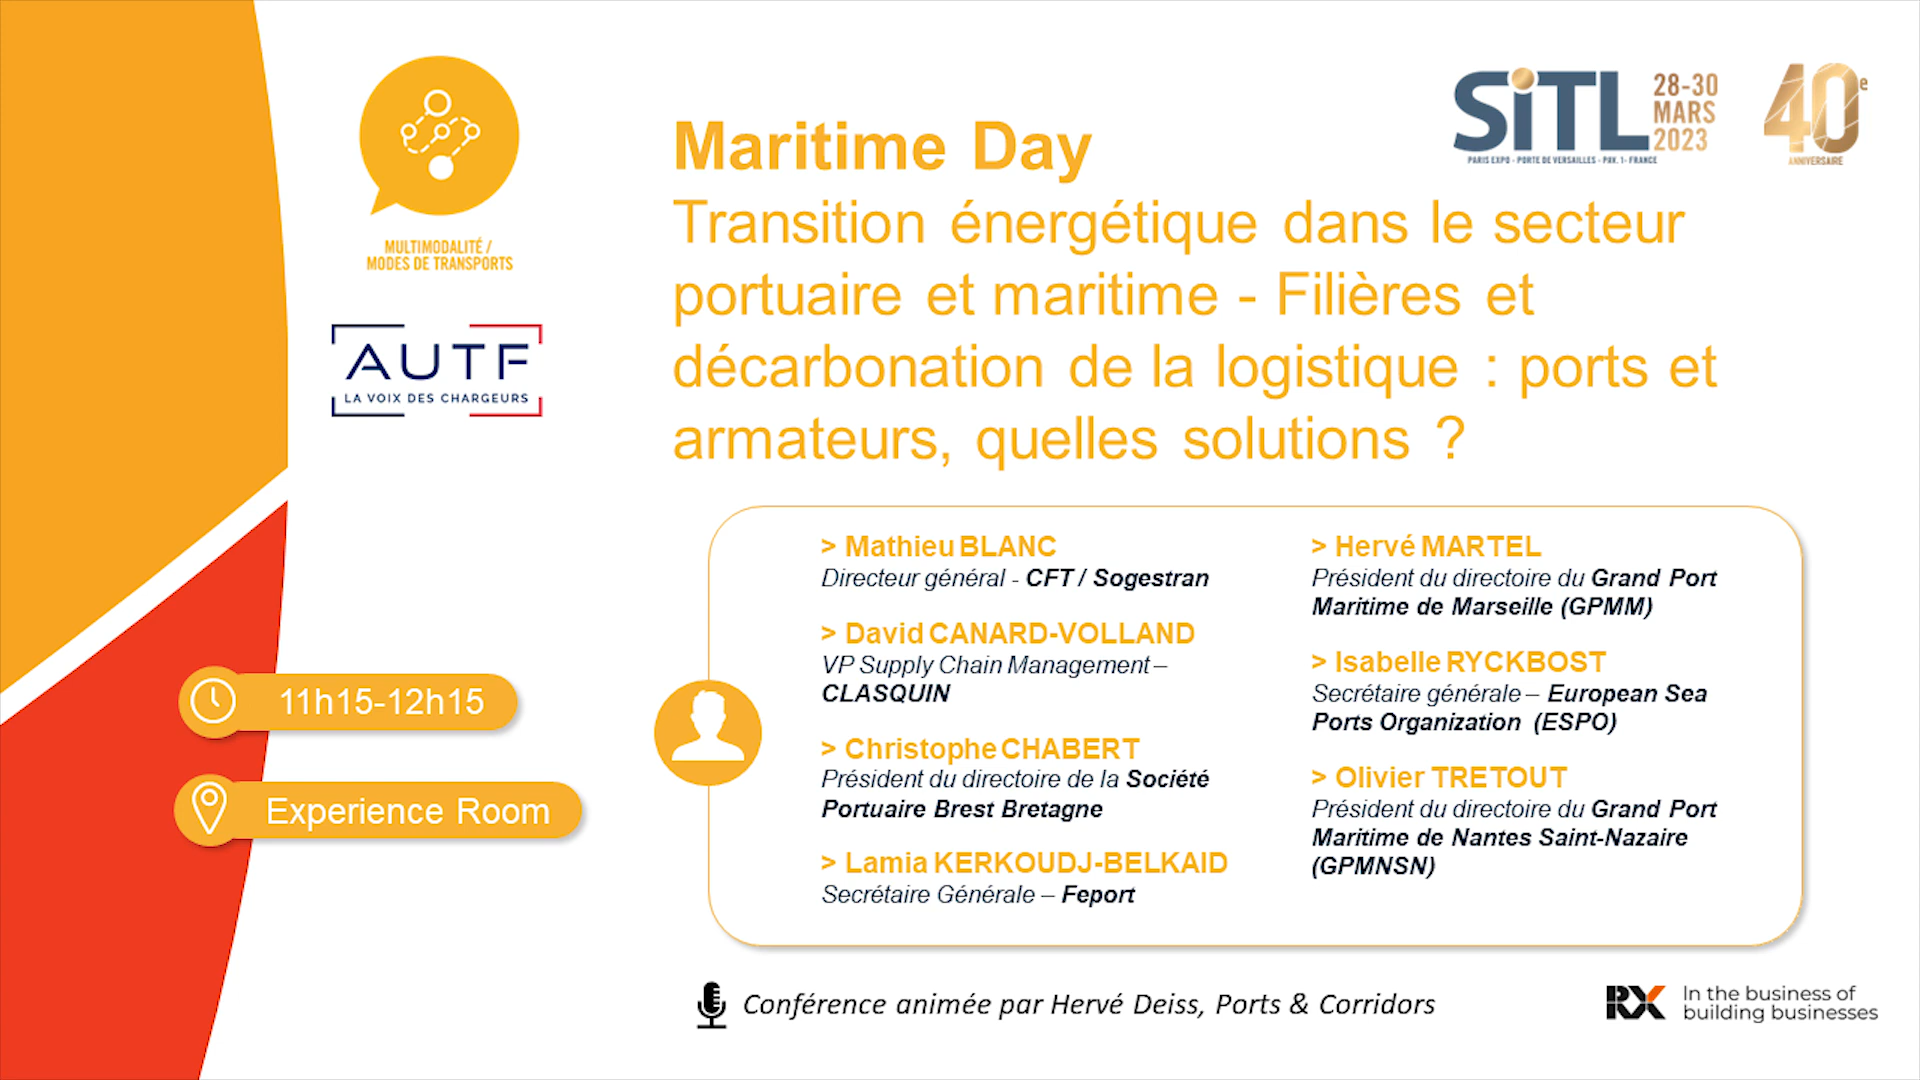 MULTIMODALITÉ /
MODES DE TRANSPORTS
AUTF
LA VOIX DES CHARGEURS
SiTL
28-30
MARS
2023
PARIS EXPO - PORTE DE VERSAILLES - PAV. 1 - FRANCE
40e
ANNIVERSAIRE
Maritime Day
Transition énergétique dans le secteur
portuaire et maritime - Filières et
décarbonation de la logistique : ports et
armateurs, quelles solutions ?
11h15-12h15
Experience Room
> Mathieu BLANC
Directeur général - CFT / Sogestran
> David CANARD-VOLLAND
VP Supply Chain Management –
CLASQUIN
> Christophe CHABERT
Président du directoire de la Société
Portuaire Brest Bretagne
> Lamia KERKOUDJ-BELKAID
Secrétaire Générale – Feport
> Hervé MARTEL
Président du directoire du Grand Port
Maritime de Marseille (GPMM)
> Isabelle RYCKBOST
Secrétaire générale – European Sea
Ports Organization (ESPO)
> Olivier TRETOUT
Président du directoire du Grand Port
Maritime de Nantes Saint-Nazaire
(GPMNSN)
Conférence animée par Hervé Deiss, Ports & Corridors
RX
In the business of
building businesses